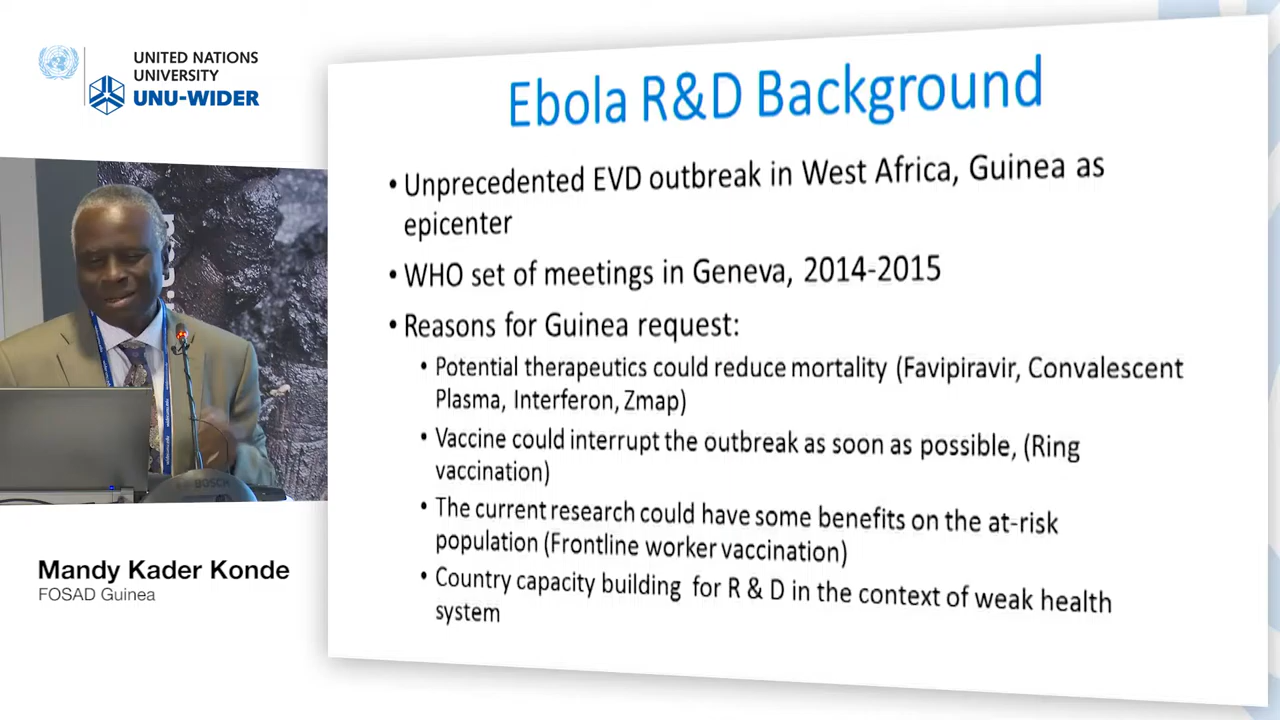 UNITED NATIONS
UNIVERSITY
UNU-WIDER
BOSCH
Mandy Kader Konde
FOSAD Guinea
Ebola R&D Background
• Unprecedented EVD outbreak in West Africa, Guinea as
epicenter
• WHO set of meetings in Geneva, 2014-2015
• Reasons for Guinea request:
• Potential therapeutics could reduce mortality (Favipiravir, Convalescent
Plasma, Interferon, Zmap)
• Vaccine could interrupt the outbreak as soon as possible, (Ring
vaccination)
• The current research could have some benefits on the at-risk
population (Frontline worker vaccination)
• Country capacity building for R & D in the context of weak health
system